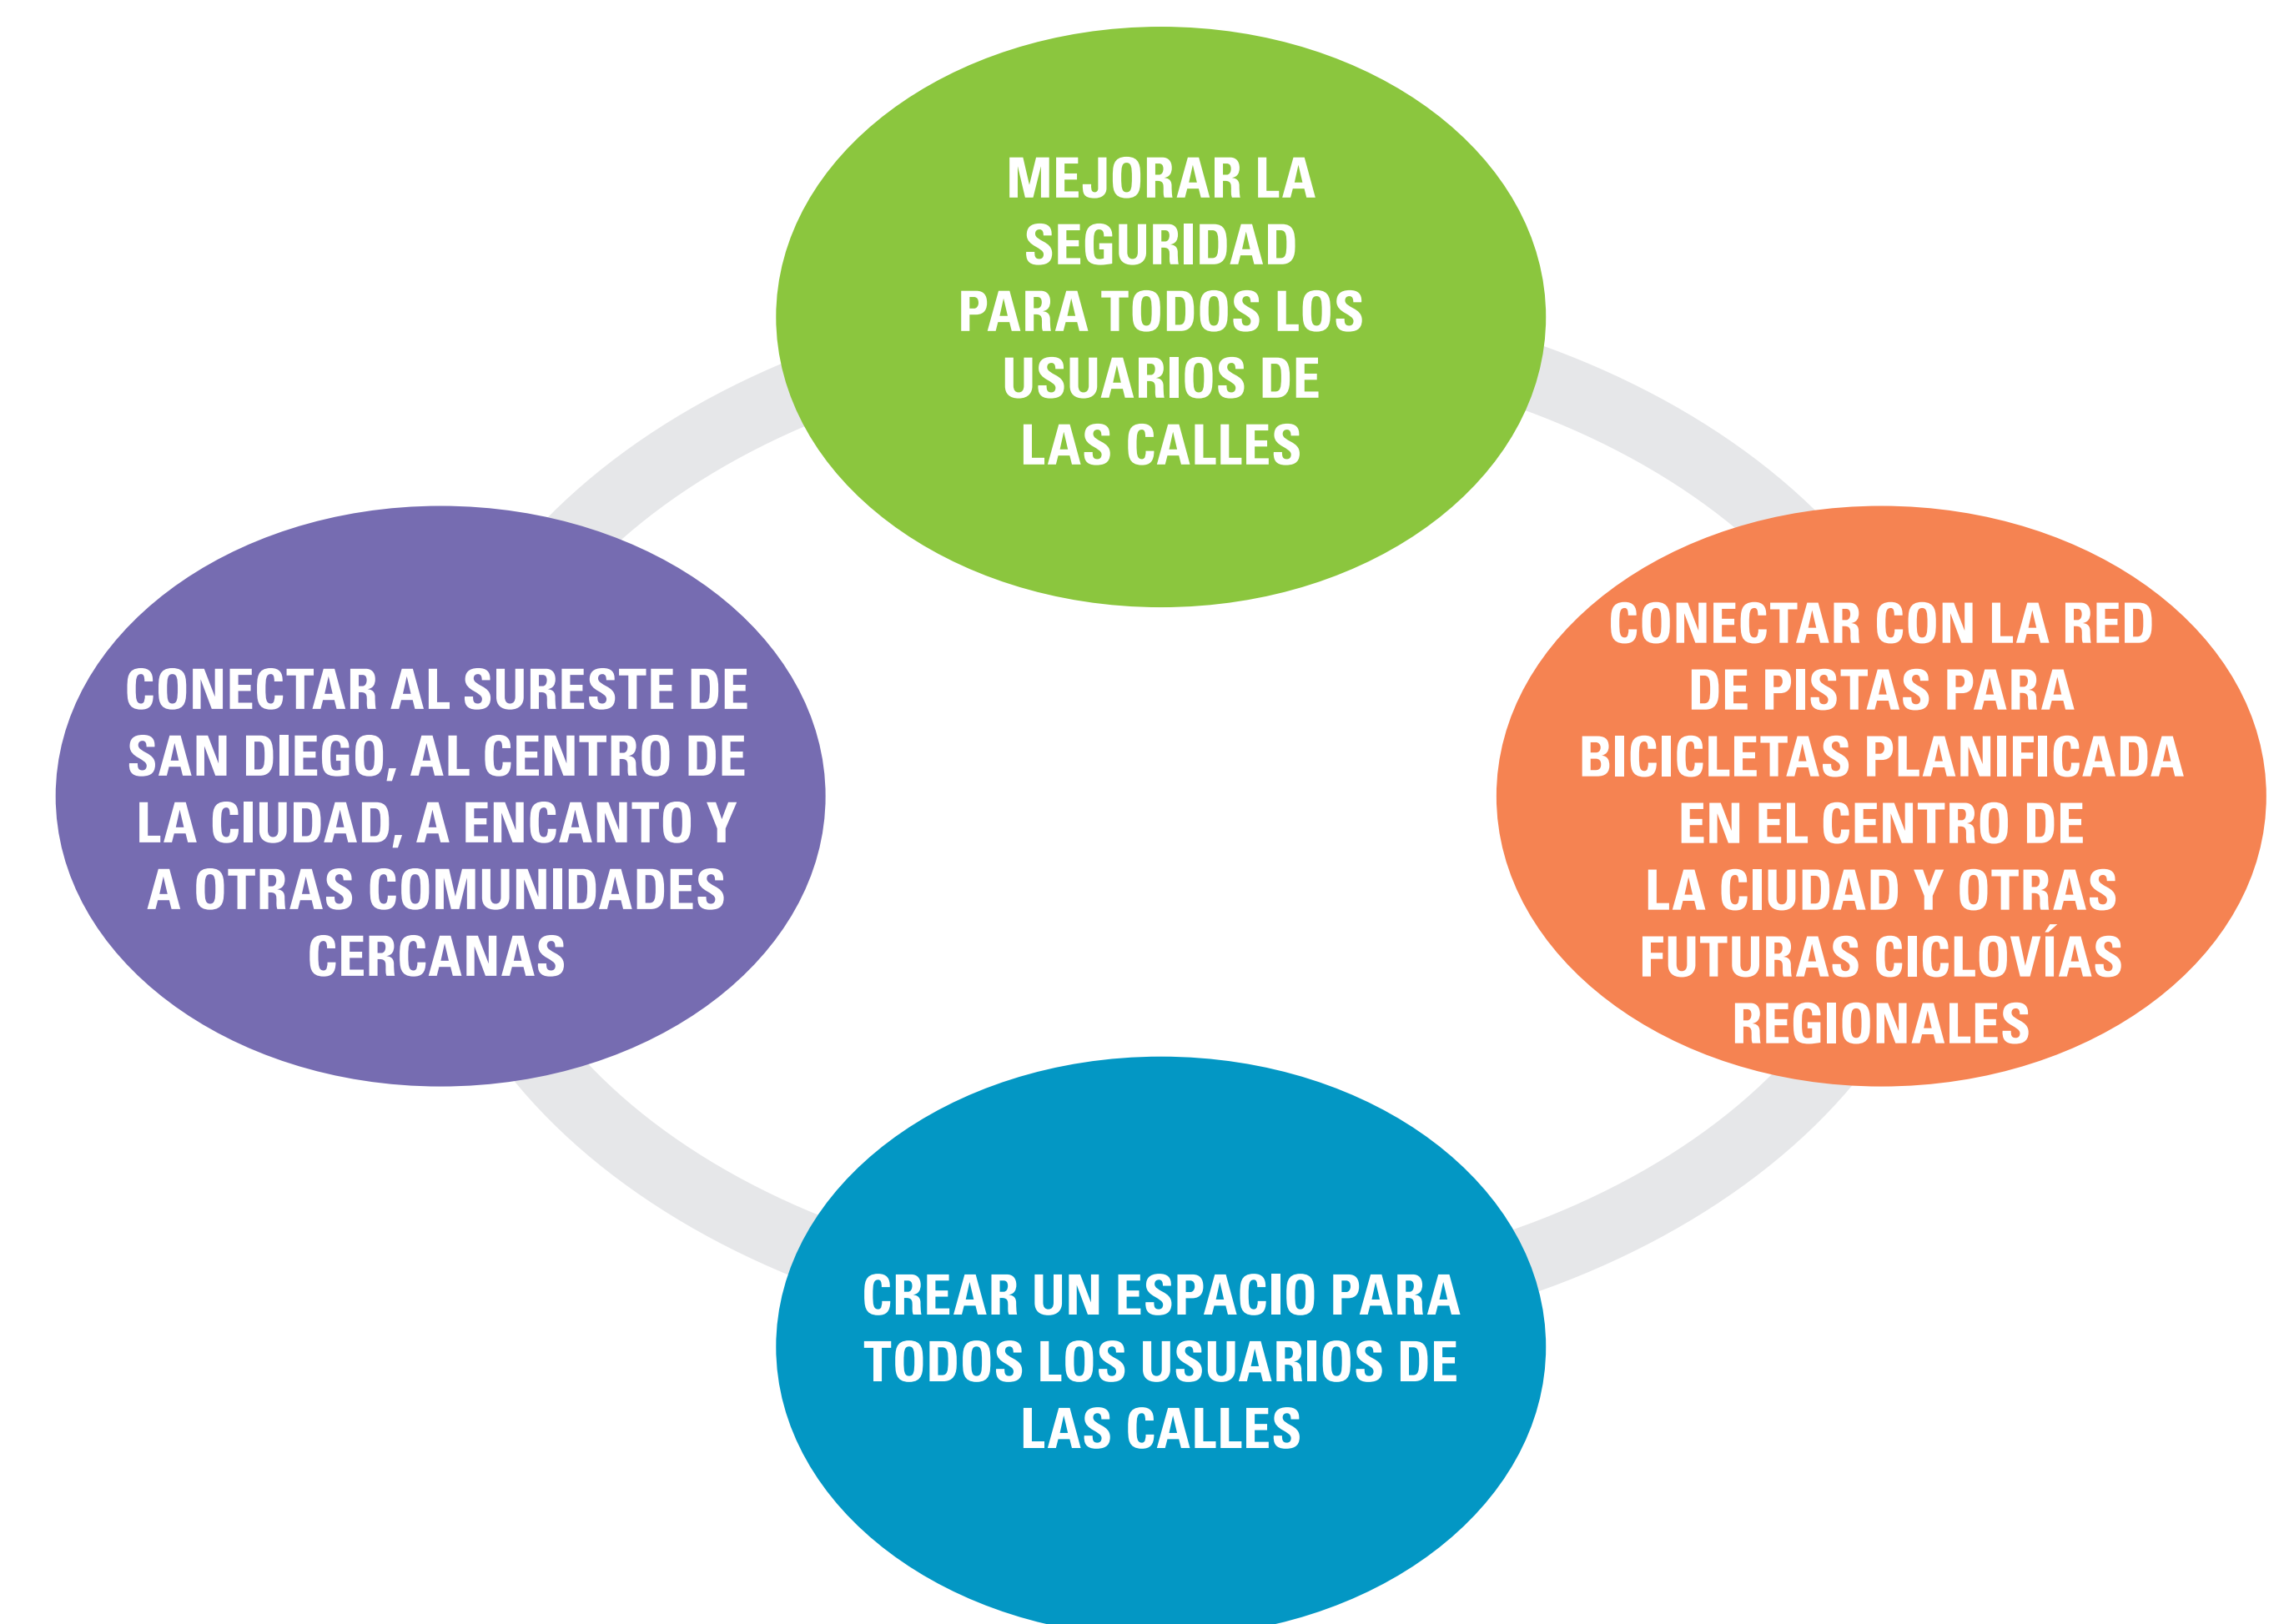 MEJORAR LA
SEGURIDAD
PARA TODOS LOS
USUARIOS DE
LAS CALLES
CONECTAR AL SURESTE DE
SAN DIEGO, AL CENTRO DE
LA CIUDAD, A ENCANTO Y
A OTRAS COMUNIDADES
CERCANAS
CONECTAR CON LA RED
DE PISTAS PARA
BICICLETAS PLANIFICADA
EN EL CENTRO DE
LA CIUDAD Y OTRAS
FUTURAS CICLOVÍAS
REGIONALES
CREAR UN ESPACIO PARA
TODOS LOS USUARIOS DE
LAS CALLES